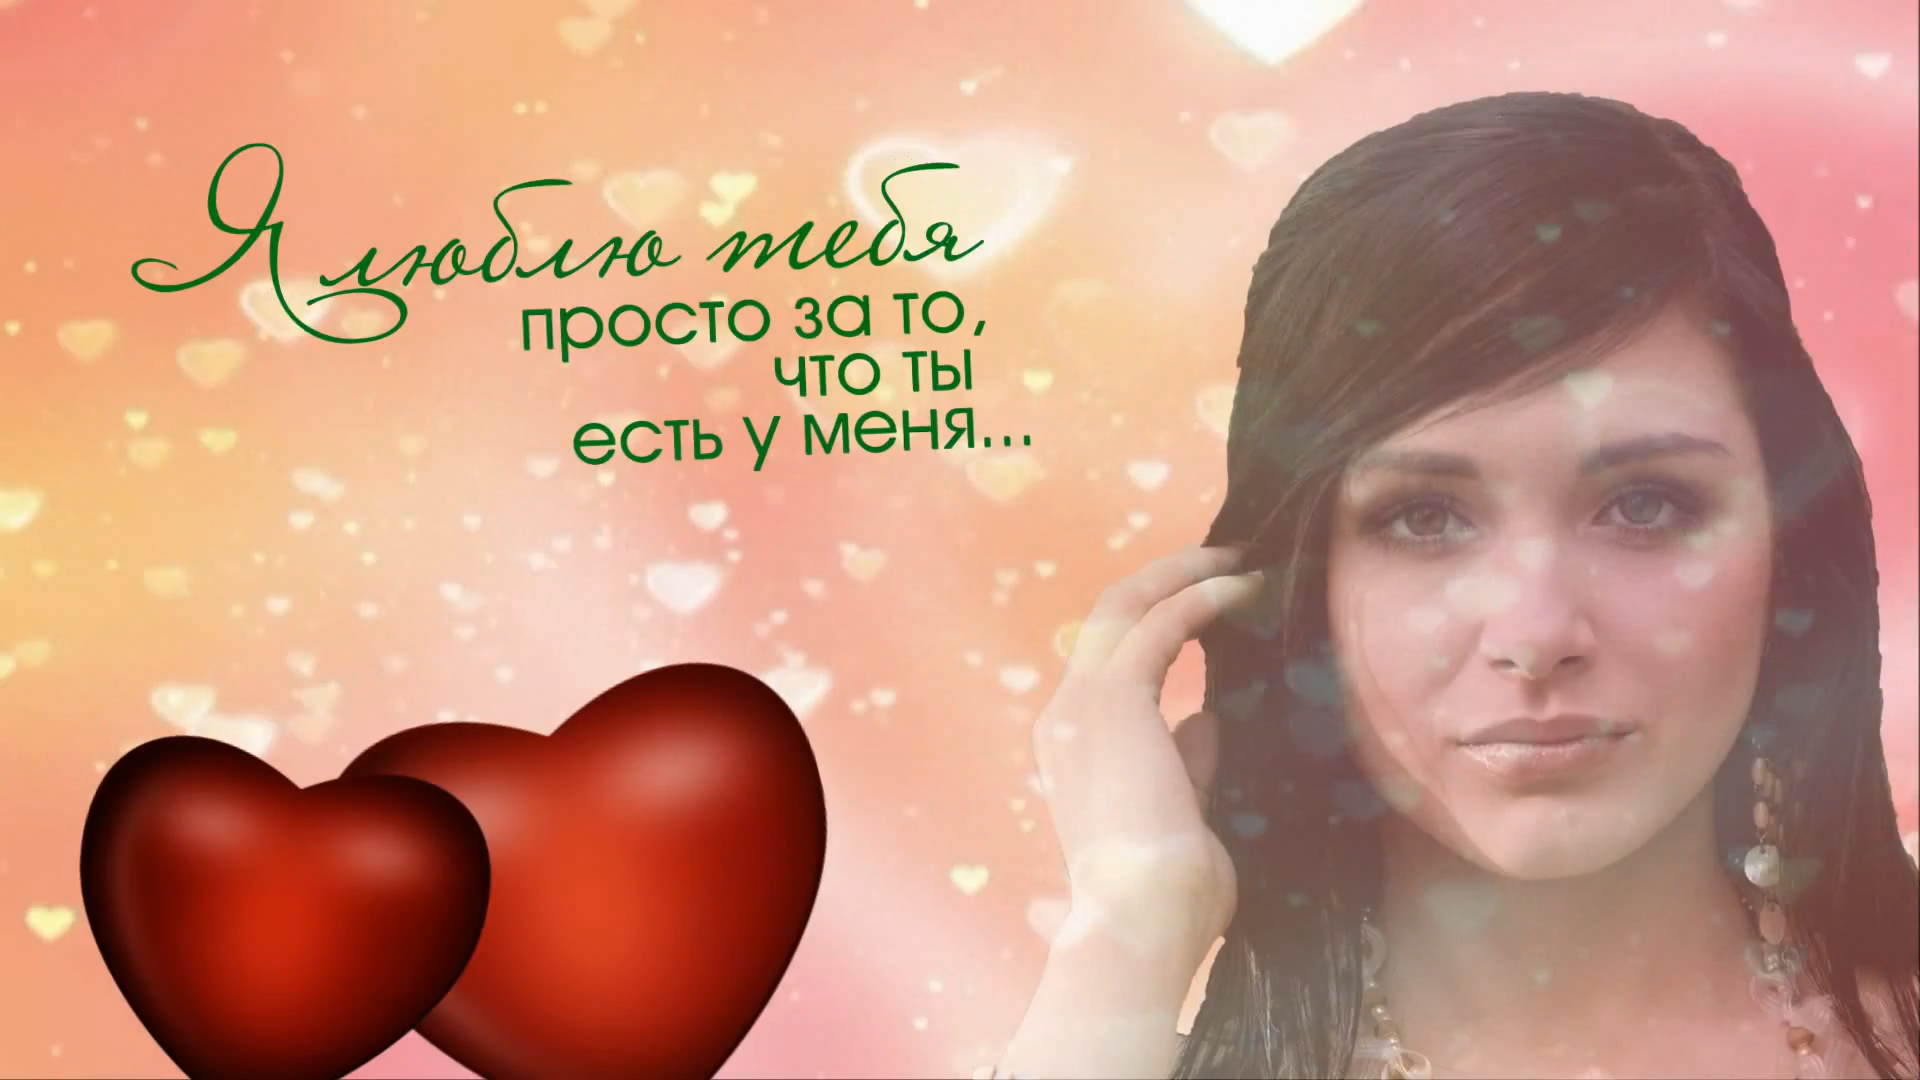 Я люблю тебя
просто за то,
что ты
есть у меня...